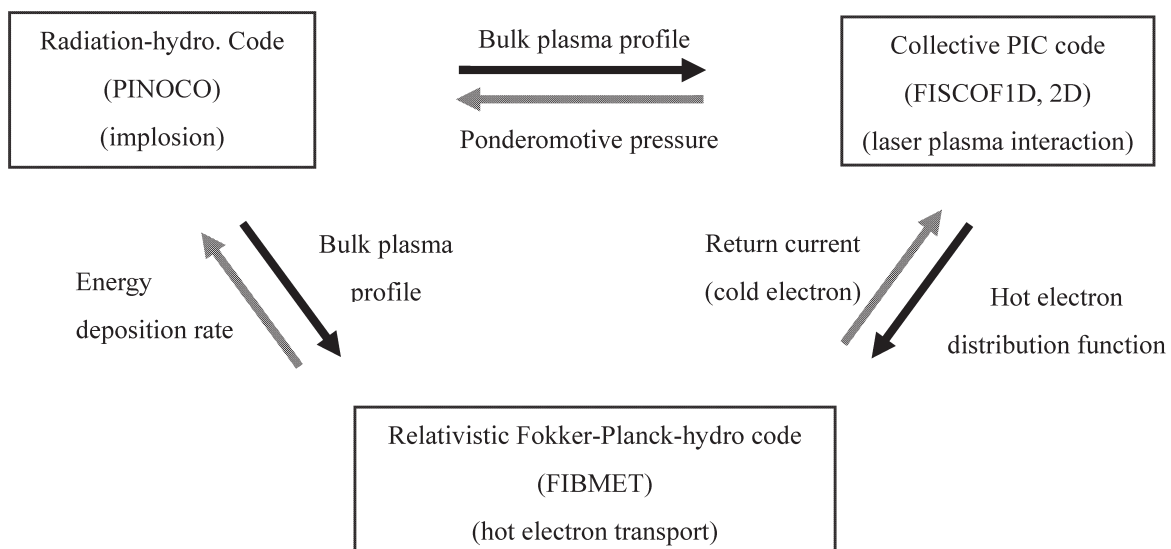 Radiation-hydro. Code
(PINOCO)
(implosion)
Bulk plasma profile
Ponderomotive pressure
Collective PIC code
(FISCOF1D, 2D)
(laser plasma interaction)
Energy
deposition rate
Bulk plasma
profile
Return current
(cold electron)
Hot electron
distribution function
Relativistic Fokker-Planck-hydro code
(FIBMET)
(hot electron transport)